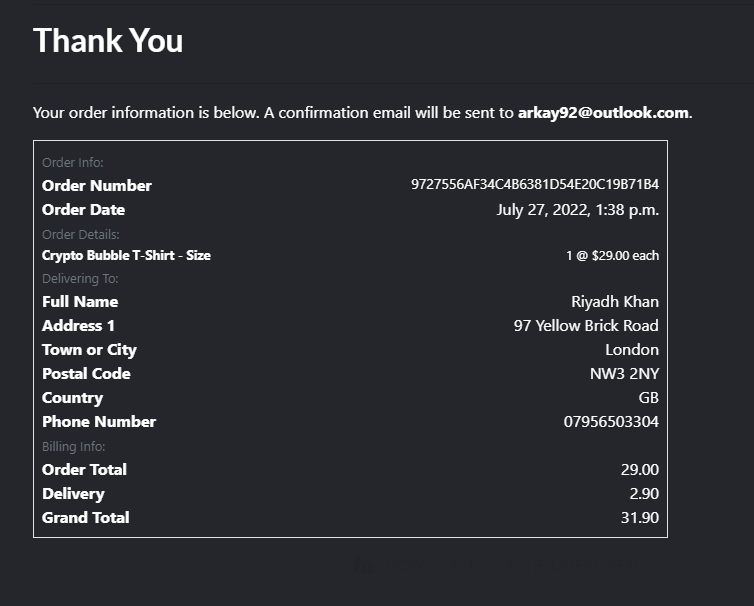 Thank You
Your order information is below. A confirmation email will be sent to arkay92@outlook.com.
Order Info:
Order Number 9727556AF34C4B6381D54E20C19B71B4
Order Date July 27, 2022, 1:38 p.m.
Order Details:
Crypto Bubble T-Shirt - Size 1 @ $29.00 each
Delivering To:
Full Name Riyadh Khan
Address 1 97 Yellow Brick Road
Town or City London
Postal Code NW3 2NY
Country GB
Phone Number 07956503304
Billing Info:
Order Total 29.00
Delivery 2.90
Grand Total 31.90